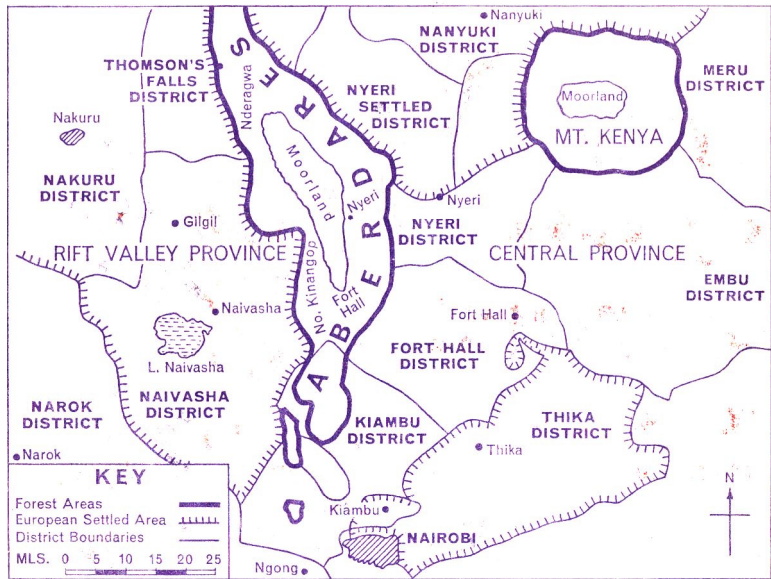 Nanyuki
NANYUKI
DISTRICT
THOMSON'S
FALLS
DISTRICT
Nderagwa
ABERDARES
NYERI
SETTLED
DISTRICT
MERU
DISTRICT
Moorland
MT. KENYA
Nakuru
NAKURU
DISTRICT
Moorland
Nyeri
Nyeri
NYERI
DISTRICT
Gilgil
RIFT VALLEY PROVINCE
CENTRAL PROVINCE
EMBU
DISTRICT
No. Kinangop
Fort
Hall
Naivasha
L. Naivasha
Fort Hall
FORT HALL
DISTRICT
NAROK
DISTRICT
NAIVASHA
DISTRICT
KIAMBU
DISTRICT
THIKA
DISTRICT
Thika
Narok
KEY
Forest Areas
European Settled Area
District Boundaries
MLS. 0 5 10 15 20 25
Kiambu
NAIROBI
Ngong
N